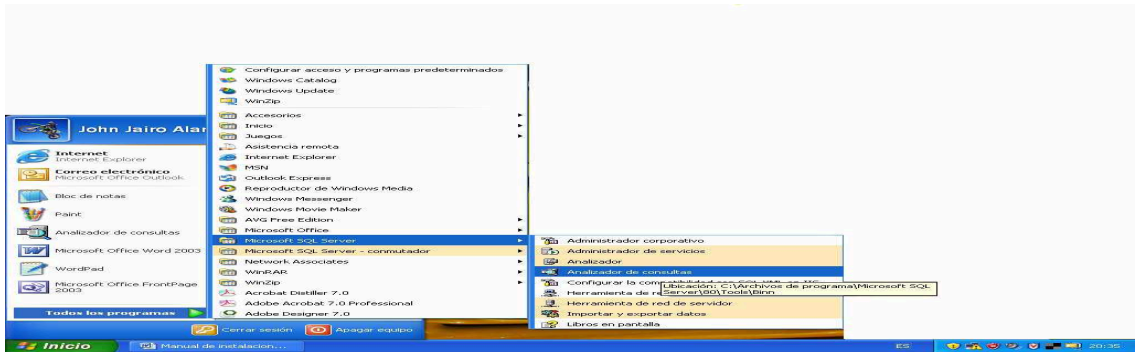 John Jairo Alar
Internet
Internet Explorer
Correo electrónico
Microsoft Office Outlook
Bloc de notas
Paint
Analizador de consultas
Microsoft Office Word 2003
WordPad
Microsoft Office FrontPage
2003
Todos los programas
Configurar acceso y programas predeterminados
Windows Catalog
Windows Update
WinZip
Accesorios
Inicio
Juegos
Asistencia remota
Internet Explorer
MSN
Outlook Express
Reproductor de Windows Media
Windows Messenger
Windows Movie Maker
AVG Free Edition
Microsoft Office
Microsoft SQL Server
Microsoft SQL Server - conmutador
Network Associates
WinRAR
WinZip
Acrobat Distiller 7.0
Adobe Acrobat 7.0 Professional
Adobe Designer 7.0
Administrador corporativo
Administrador de servicios
Analizador
Analizador de consultas
Configurar la
Herramienta de
Ubicación: C:\Archivos de programa\Microsoft SQL
Server\80\Tools\Binn
Herramienta de red de servidor
Importar y exportar datos
Libros en pantalla
Cerrar sesión
Apagar equipo
Inicio
Manual de instalacion...
ES
20:35